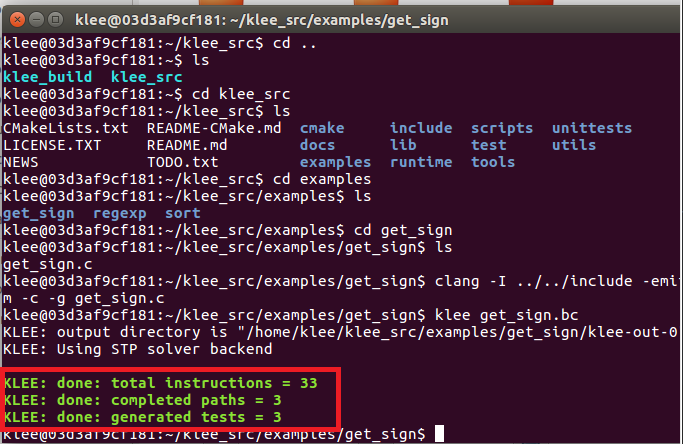 klee@03d3af9cf181: ~/klee_src/examples/get_sign
klee@03d3af9cf181:~/klee_src$ cd ..
klee@03d3af9cf181:~$ ls
klee_build  klee_src
klee@03d3af9cf181:~$ cd klee_src
klee@03d3af9cf181:~/klee_src$ ls
CMakeLists.txt  README-CMake.md  cmake     include  scripts  unittests
LICENSE.TXT     README.md        docs      lib      test     utils
NEWS            TODO.txt         examples  runtime  tools
klee@03d3af9cf181:~/klee_src$ cd examples
klee@03d3af9cf181:~/klee_src/examples$ ls
get_sign  regexp  sort
klee@03d3af9cf181:~/klee_src/examples$ cd get_sign
klee@03d3af9cf181:~/klee_src/examples/get_sign$ ls
get_sign.c
klee@03d3af9cf181:~/klee_src/examples/get_sign$ clang -I ../../include -emit
m -c -g get_sign.c
klee@03d3af9cf181:~/klee_src/examples/get_sign$ klee get_sign.bc
KLEE: output directory is "/home/klee/klee_src/examples/get_sign/klee-out-0
KLEE: Using STP solver backend
KLEE: done: total instructions = 33
KLEE: done: completed paths = 3
KLEE: done: generated tests = 3
klee@03d3af9cf181:~/klee_src/examples/get_sign$